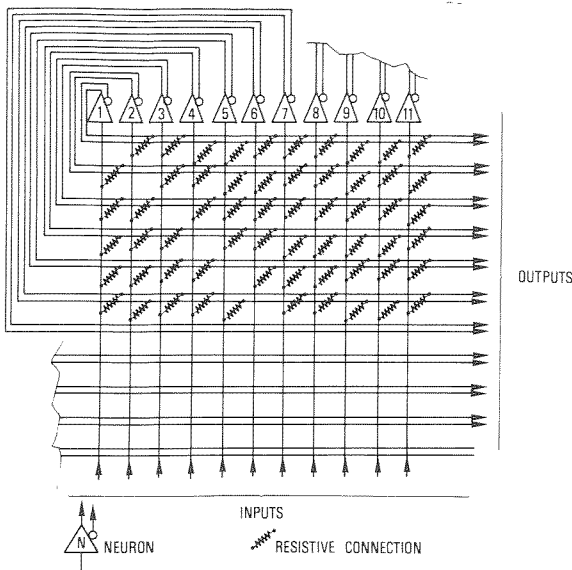 1 2 3 4 5 6 7 8 9 10 11
OUTPUTS
INPUTS
N NEURON RESISTIVE CONNECTION